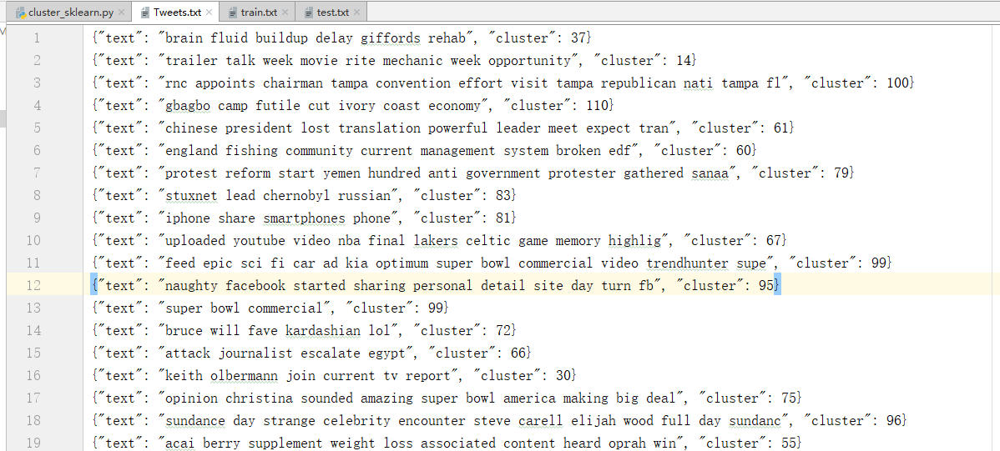 cluster_sklearn.py × Tweets.txt × train.txt × test.txt ×
1 {"text": "brain fluid buildup delay giffords rehab", "cluster": 37}
2 {"text": "trailer talk week movie rite mechanic week opportunity", "cluster": 14}
3 {"text": "rnc appoints chairman tampa convention effort visit tampa republican nati tampa fl", "cluster": 100}
4 {"text": "gbagbo camp futile cut ivory coast economy", "cluster": 110}
5 {"text": "chinese president lost translation powerful leader meet expect tran", "cluster": 61}
6 {"text": "england fishing community current management system broken edf", "cluster": 60}
7 {"text": "protest reform start yemen hundred anti government protester gathered sanaa", "cluster": 79}
8 {"text": "stuxnet lead chernobyl russian", "cluster": 83}
9 {"text": "iphone share smartphones phone", "cluster": 81}
10 {"text": "uploaded youtube video nba final lakers celtic game memory highlig", "cluster": 67}
11 {"text": "feed epic sci fi car ad kia optimum super bowl commercial video trendhunter supe", "cluster": 99}
12 {"text": "naughty facebook started sharing personal detail site day turn fb", "cluster": 95}
13 {"text": "super bowl commercial", "cluster": 99}
14 {"text": "bruce will fave kardashian lol", "cluster": 72}
15 {"text": "attack journalist escalate egypt", "cluster": 66}
16 {"text": "keith olbermann join current tv report", "cluster": 30}
17 {"text": "opinion christina sounded amazing super bowl america making big deal", "cluster": 75}
18 {"text": "sundance day strange celebrity encounter steve carell elijah wood full day sundanc", "cluster": 96}
19 {"text": "acai berry supplement weight loss associated content heard oprah win", "cluster": 55}